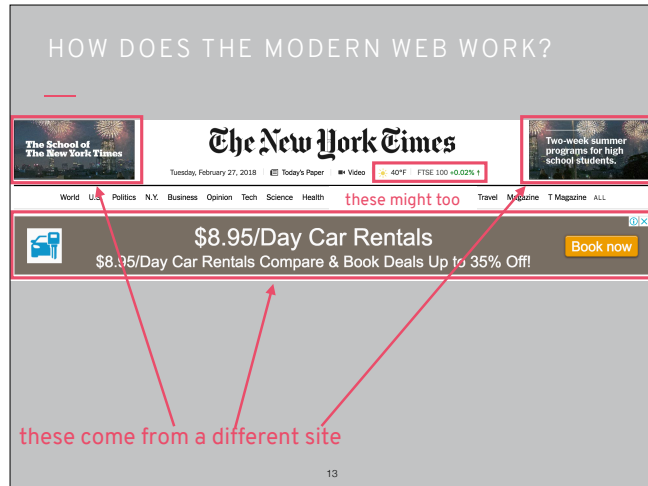 HOW DOES THE MODERN WEB WORK?
The School of
The New York Times
The New York Times
Two-week summer
programs for high
school students.
Tuesday, February 27, 2018 Today's Paper Video 40°F FTSE 100 +0.02% ↑
World U.S. Politics N.Y. Business Opinion Tech Science Health these might too Travel Magazine T Magazine ALL
$8.95/Day Car Rentals
$8.95/Day Car Rentals Compare & Book Deals Up to 35% Off!
Book now
these come from a different site
13